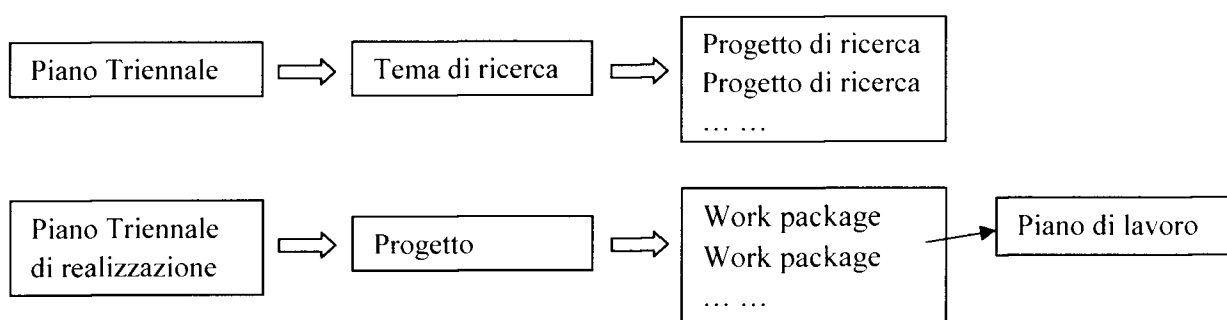 Piano Triennale
Tema di ricerca
Progetto di ricerca
Progetto di ricerca
... ...
Piano Triennale
di realizzazione
Progetto
Work package
Work package
... ...
Piano di lavoro